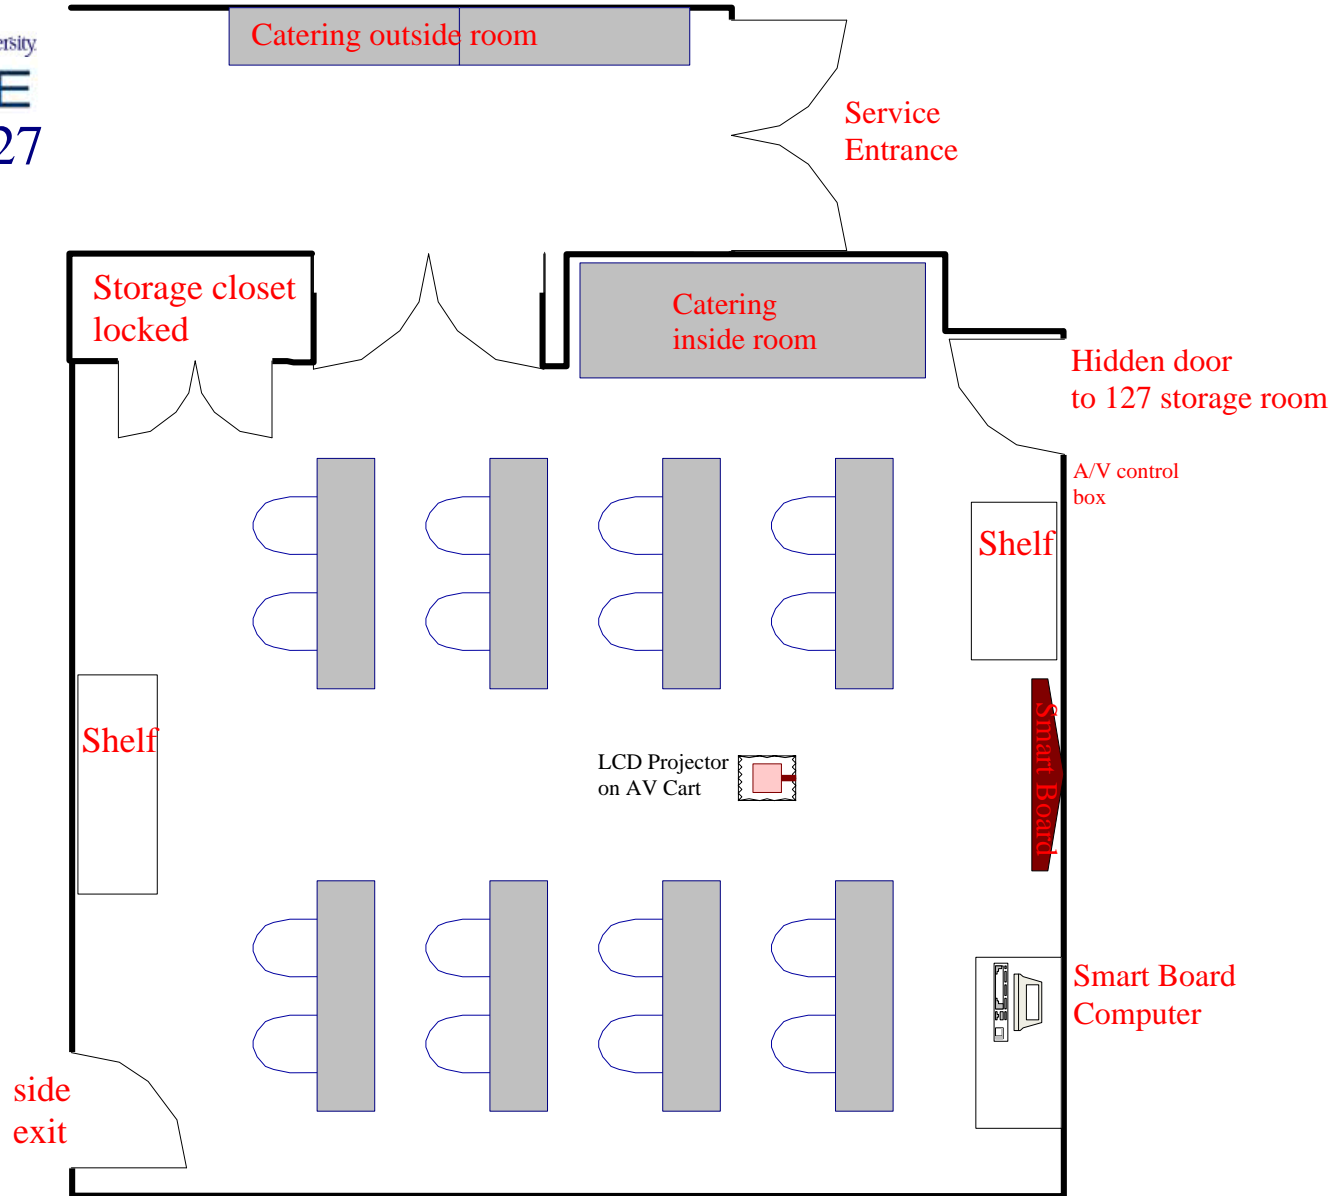 Catering outside room
27
Service
Entrance
Storage closet
locked
Catering
inside room
Hidden door
to 127 storage room
A/V control
box
Shelf
Shelf
Smart Board
LCD Projector
on AV Cart
Smart Board
Computer
side
exit